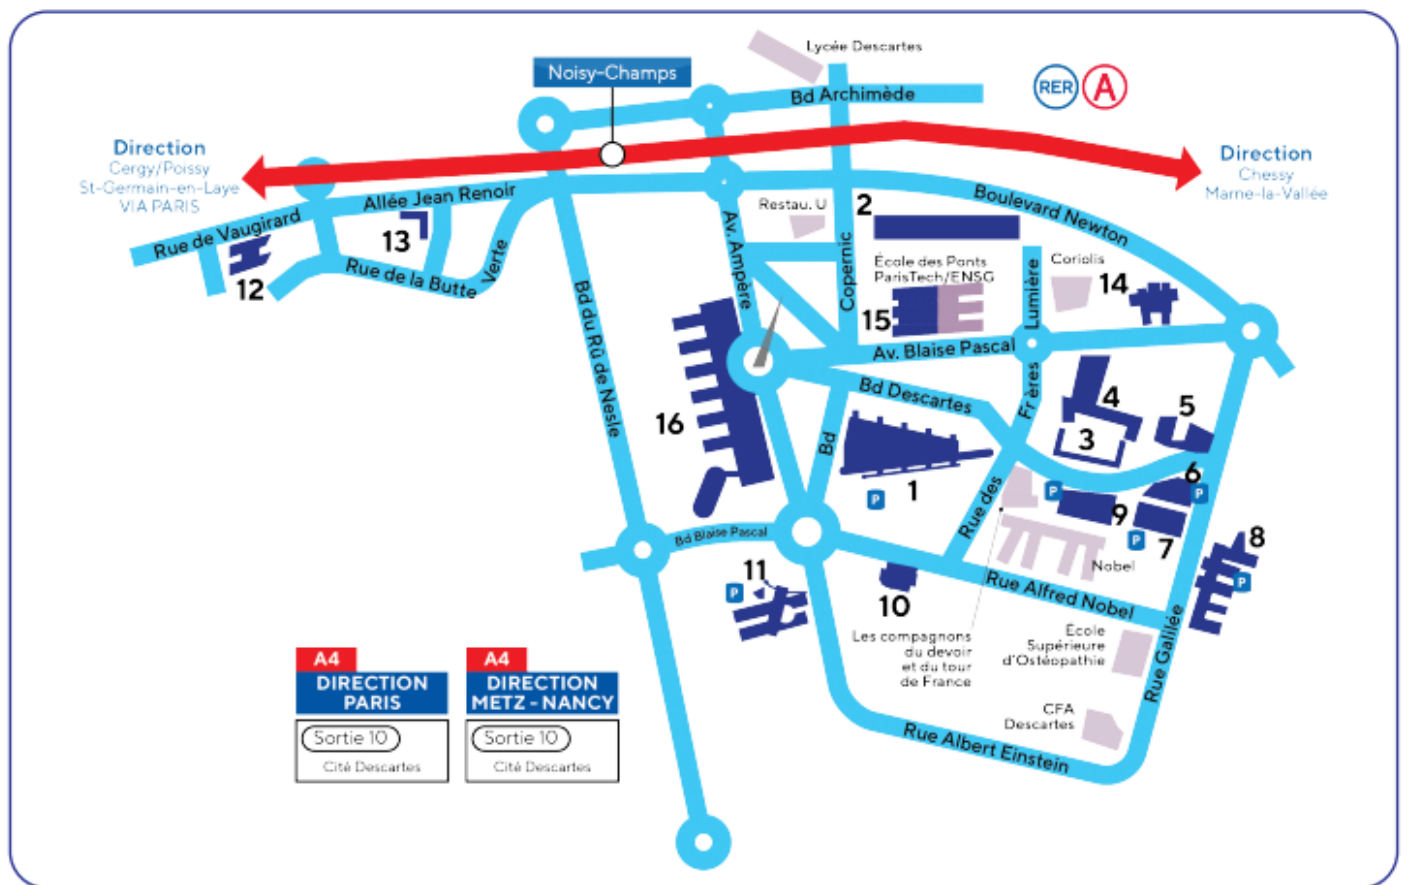 Lycée Descartes
Noisy-Champs
Bd Archimède
RER
A
Direction
Cergy/Poissy
St-Germain-en-Laye
VIA PARIS
Direction
Chessy
Marne-la-Vallée
Rue de Vaugirard
Allée Jean Renoir
13
12
Rue de la Butte
Verte
Restau. U
2
Boulevard Newton
Av. Ampère
Copernic
École des Ponts
ParisTech/ENSG
Coriolis
14
15
Lumière
Bd du Rû de Nesle
Av. Blaise Pascal
Bd Descartes
Frères
4
5
3
16
Bd
1
P
Rue des
P
6
P
9
7
P
8
P
Bd Blaise Pascal
11
P
10
Nobel
Rue Alfred Nobel
Les compagnons
du devoir
et du tour
de France
École
Supérieure
d'Ostéopathie
Rue Galilée
CFA
Descartes
Rue Albert Einstein
A4
DIRECTION
PARIS
Sortie 10
Cité Descartes
A4
DIRECTION
METZ - NANCY
Sortie 10
Cité Descartes